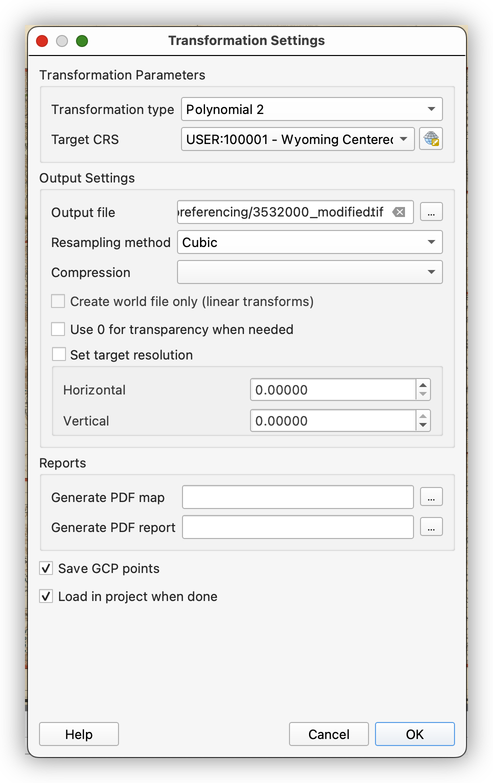 Transformation Settings
Transformation Parameters
Transformation type Polynomial 2
Target CRS USER:100001 - Wyoming Centered
Output Settings
Output file referencing/3532000_modified.tif ...
Resampling method Cubic
Compression
Create world file only (linear transforms)
Use 0 for transparency when needed
Set target resolution
Horizontal 0.00000
Vertical 0.00000
Reports
Generate PDF map ...
Generate PDF report ...
Save GCP points
Load in project when done
Help Cancel OK